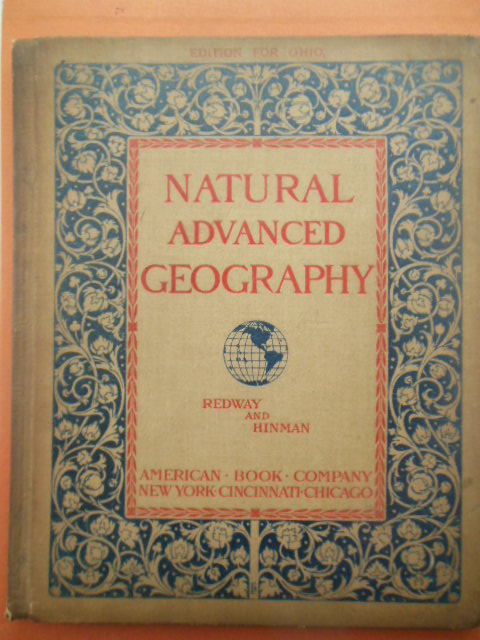 EDITION FOR OHIO.
NATURAL
ADVANCED
GEOGRAPHY
REDWAY
AND
HINMAN
AMERICAN · BOOK · COMPANY
NEW YORK · CINCINNATI · CHICAGO